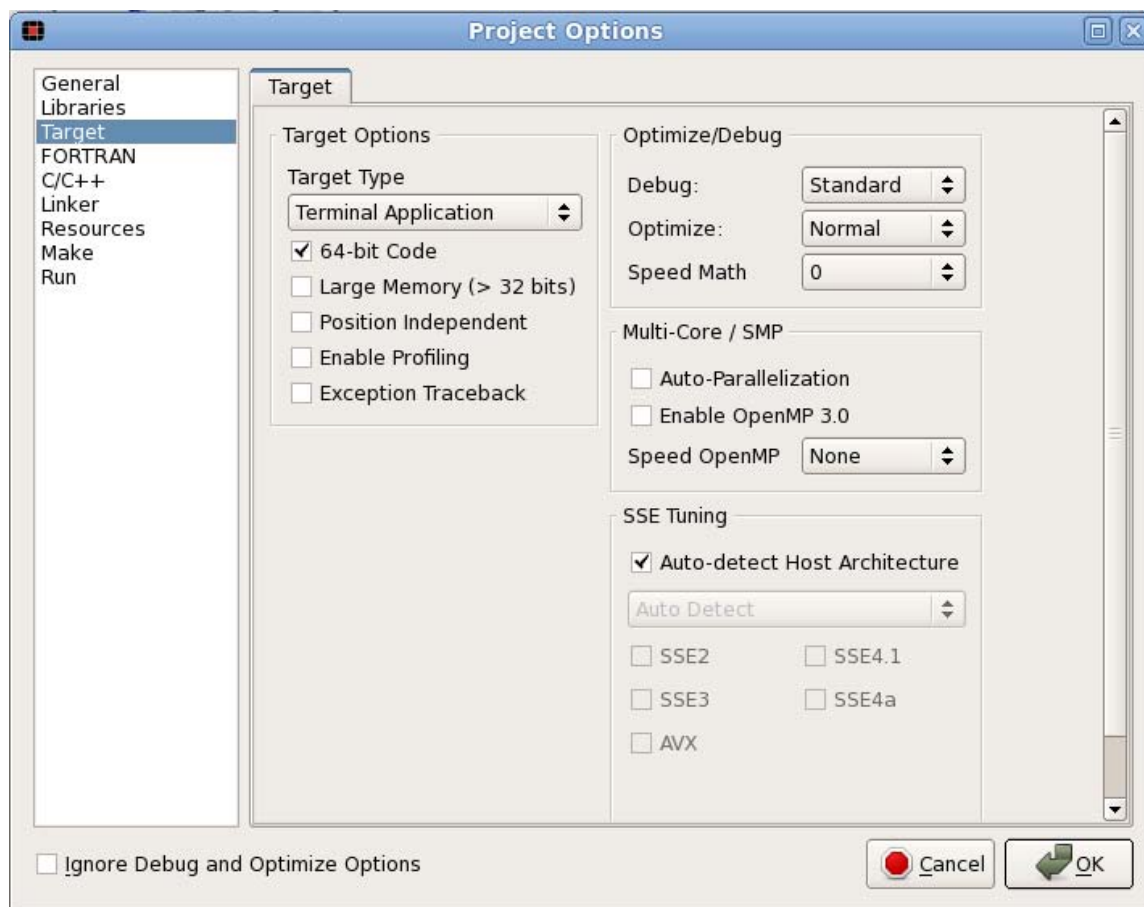 Project Options
General
Libraries
Target
FORTRAN
C/C++
Linker
Resources
Make
Run
Target
Target Options
Target Type
Terminal Application
64-bit Code
Large Memory (> 32 bits)
Position Independent
Enable Profiling
Exception Traceback
Optimize/Debug
Debug: Standard
Optimize: Normal
Speed Math 0
Multi-Core / SMP
Auto-Parallelization
Enable OpenMP 3.0
Speed OpenMP None
SSE Tuning
Auto-detect Host Architecture
Auto Detect
SSE2 SSE4.1
SSE3 SSE4a
AVX
Ignore Debug and Optimize Options
Cancel OK